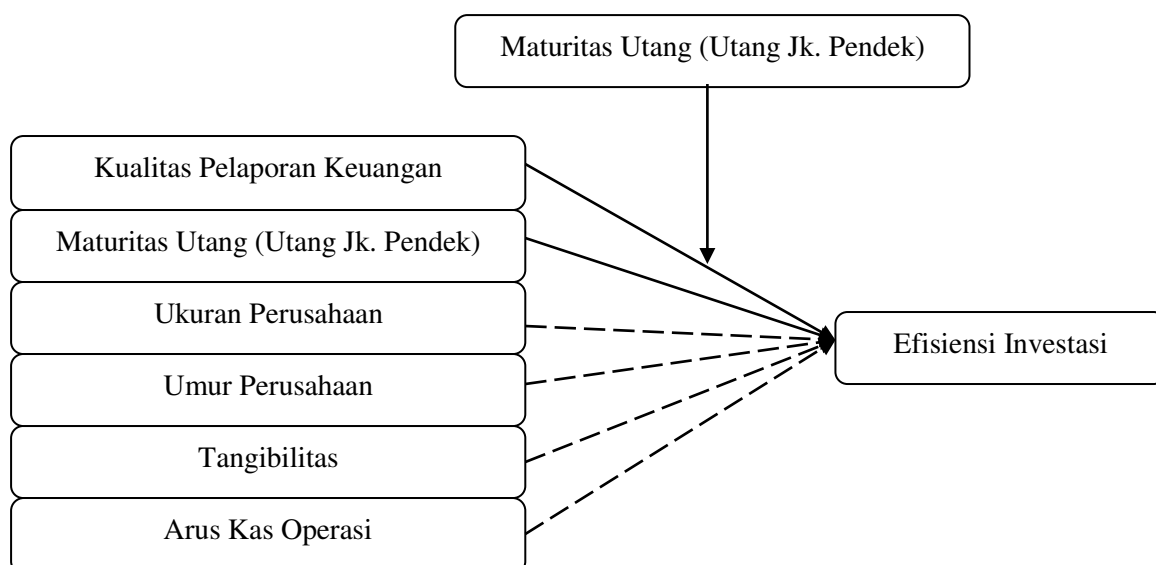 Maturitas Utang (Utang Jk. Pendek)
Kualitas Pelaporan Keuangan
Maturitas Utang (Utang Jk. Pendek)
Ukuran Perusahaan
Umur Perusahaan
Tangibilitas
Arus Kas Operasi
Efisiensi Investasi